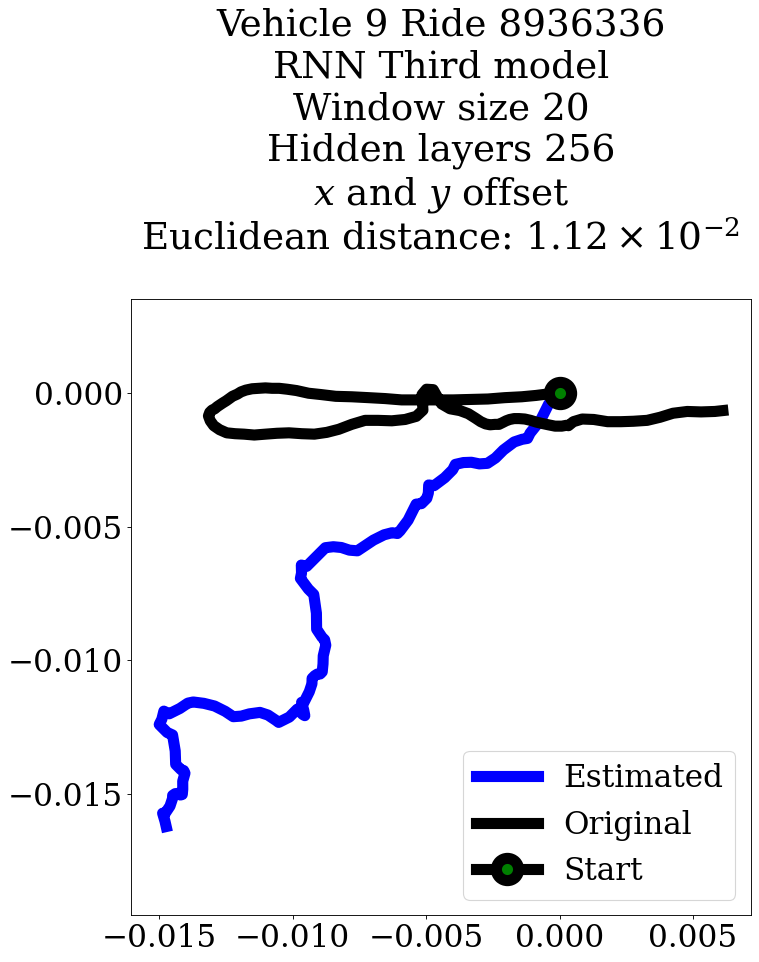 Vehicle 9 Ride 8936336
RNN Third model
Window size 20
Hidden layers 256
x and y offset
Euclidean distance: 1.12 × 10⁻²
0.000
−0.005
−0.010
−0.015
Estimated
Original
Start
−0.015 −0.010 −0.005 0.000 0.005